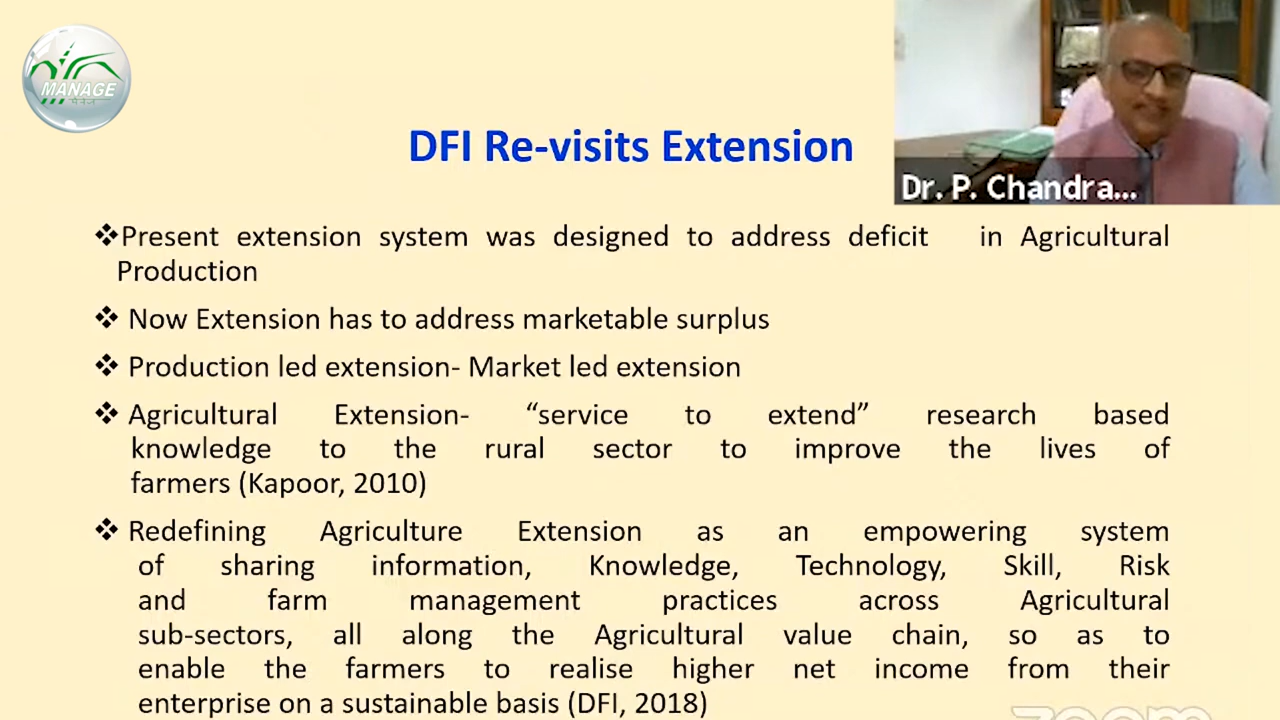 MANAGE
DFI Re-visits Extension
Dr. P. Chandra...
❖Present extension system was designed to address deficit in Agricultural
Production
❖ Now Extension has to address marketable surplus
❖ Production led extension- Market led extension
❖ Agricultural Extension- “service to extend” research based
knowledge to the rural sector to improve the lives of
farmers (Kapoor, 2010)
❖ Redefining Agriculture Extension as an empowering system
of sharing information, Knowledge, Technology, Skill, Risk
and farm management practices across Agricultural
sub-sectors, all along the Agricultural value chain, so as to
enable the farmers to realise higher net income from their
enterprise on a sustainable basis (DFI, 2018)
zoom